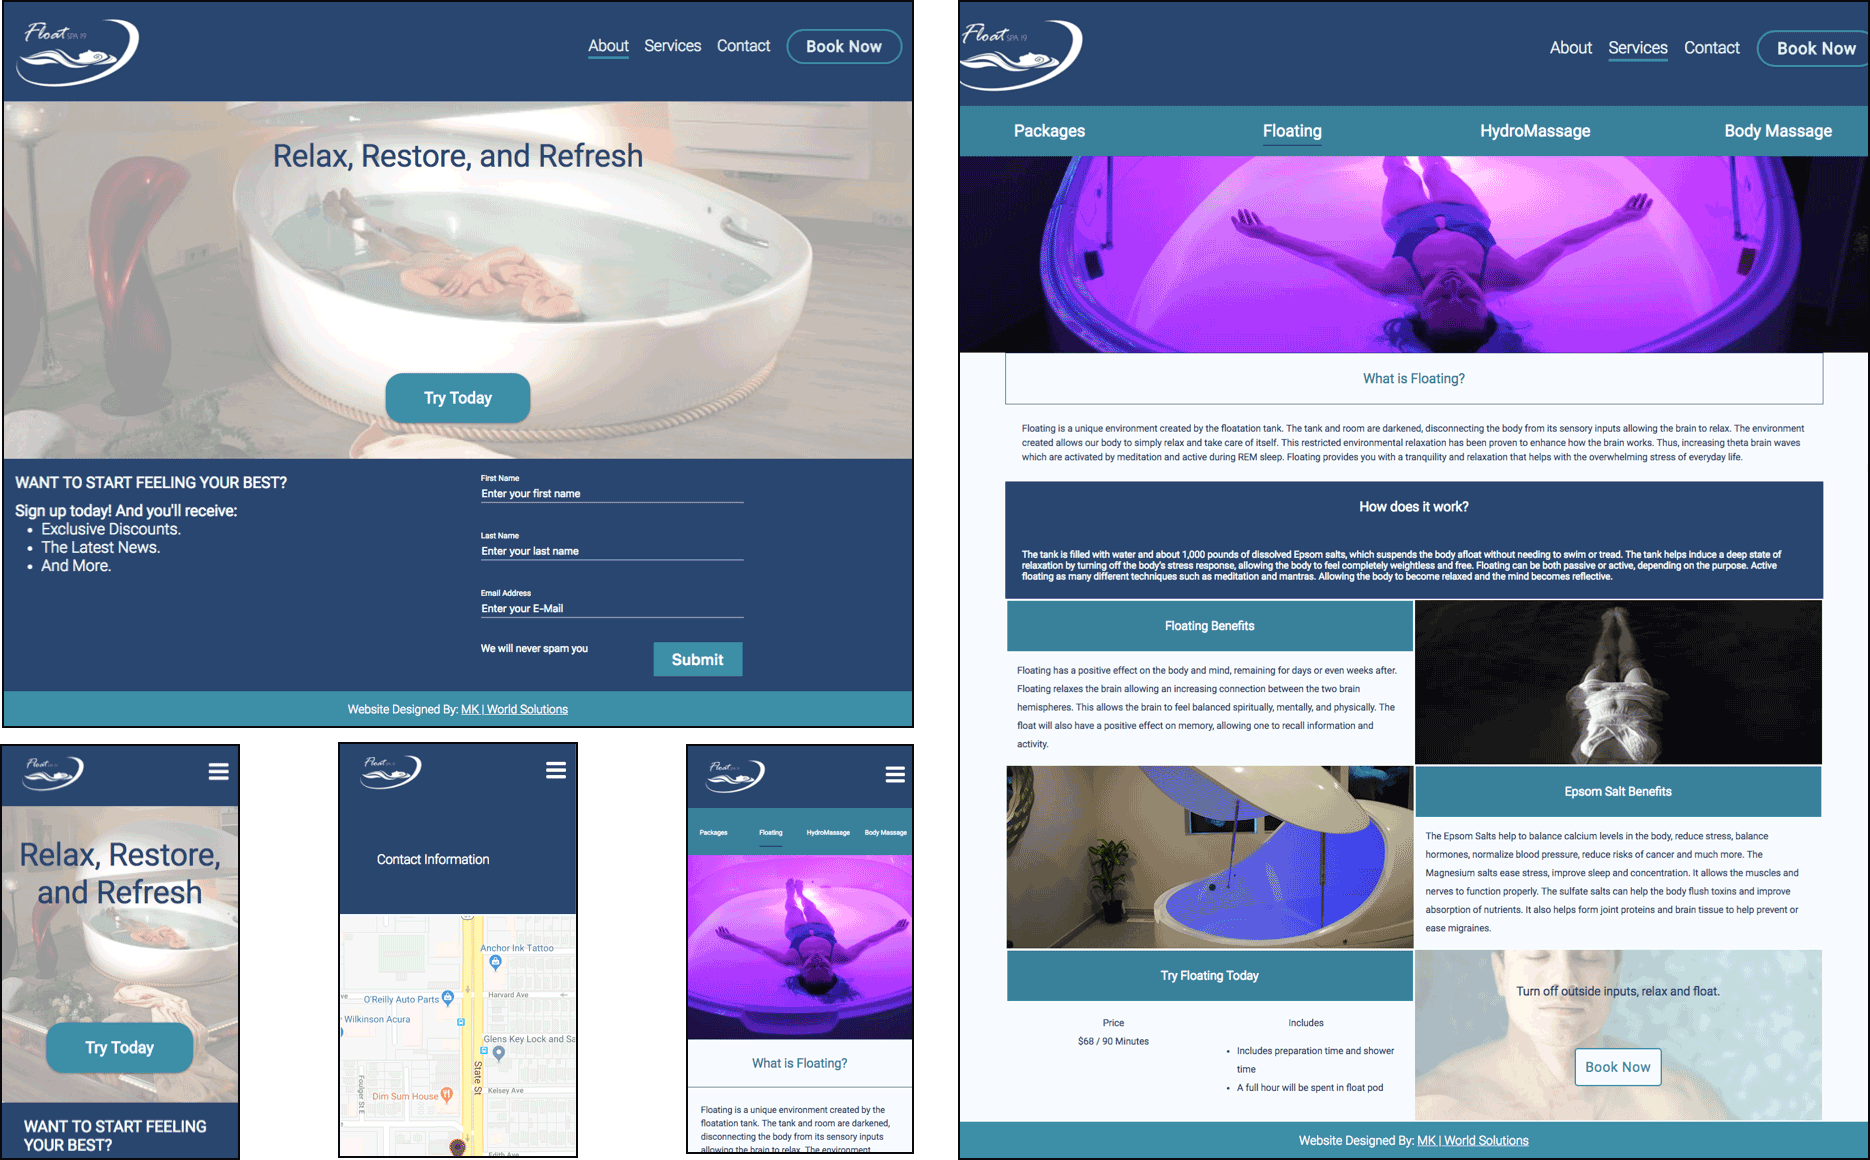 Float SPA 19
About Services Contact Book Now
Relax, Restore, and Refresh
Try Today
WANT TO START FEELING YOUR BEST?
Sign up today! And you'll receive:
• Exclusive Discounts.
• The Latest News.
• And More.
First Name
Enter your first name
Last Name
Enter your last name
Email Address
Enter your E-Mail
We will never spam you
Submit
Website Designed By: MK | World Solutions
Float
Relax, Restore,
and Refresh
Try Today
WANT TO START FEELING
YOUR BEST?
Float
Contact Information
Anchor Ink Tattoo
Harvard Ave
O'Reilly Auto Parts
Wilkinson Acura
Glens Key Lock and Sa
State St
Kelsey Ave
Foulger St E
Dim Sum House
Edith Ave
Float
Packages Floating HydroMassage Body Massage
What is Floating?
Floating is a unique environment created by the
floatation tank. The tank and room are darkened,
disconnecting the body from its sensory inputs
allowing the brain to relax. The environment
Float SPA 19
About Services Contact Book Now
Packages Floating HydroMassage Body Massage
What is Floating?
Floating is a unique environment created by the floatation tank. The tank and room are darkened, disconnecting the body from its sensory inputs allowing the brain to relax. The environment
created allows our body to simply relax and take care of itself. This restricted environmental relaxation has been proven to enhance how the brain works. Thus, increasing theta brain waves
which are activated by meditation and active during REM sleep. Floating provides you with a tranquility and relaxation that helps with the overwhelming stress of everyday life.
How does it work?
The tank is filled with water and about 1,000 pounds of dissolved Epsom salts, which suspends the body afloat without needing to swim or tread. The tank helps induce a deep state of
relaxation by turning off the body's stress response, allowing the body to feel completely weightless and free. Floating can be both passive or active, depending on the purpose. Active
floating as many different techniques such as meditation and mantras. Allowing the body to become relaxed and the mind becomes reflective.
Floating Benefits
Floating has a positive effect on the body and mind, remaining for days or even weeks after.
Floating relaxes the brain allowing an increasing connection between the two brain
hemispheres. This allows the brain to feel balanced spiritually, mentally, and physically. The
float will also have a positive effect on memory, allowing one to recall information and
activity.
Epsom Salt Benefits
The Epsom Salts help to balance calcium levels in the body, reduce stress, balance
hormones, normalize blood pressure, reduce risks of cancer and much more. The
Magnesium salts ease stress, improve sleep and concentration. It allows the muscles and
nerves to function properly. The sulfate salts can help the body flush toxins and improve
absorption of nutrients. It also helps form joint proteins and brain tissue to help prevent or
ease migraines.
Try Floating Today
Price
$68 / 90 Minutes
Includes
• Includes preparation time and shower
time
• A full hour will be spent in float pod
Turn off outside inputs, relax and float.
Book Now
Website Designed By: MK | World Solutions